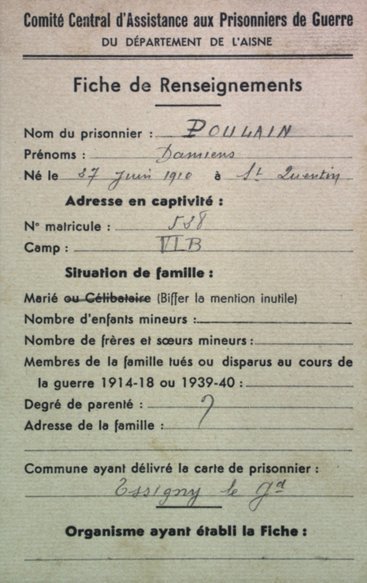 Comité Central d'Assistance aux Prisonniers de Guerre
DU DÉPARTEMENT DE L'AISNE
Fiche de Renseignements
Nom du prisonnier : POULAIN
Prénoms : Damiens
Né le 27 Juin 1910 à St Quentin
Adresse en captivité :
N° matricule : 538
Camp : VI B
Situation de famille :
Marié ou Célibataire (Biffer la mention inutile)
Nombre d'enfants mineurs :
Nombre de frères et sœurs mineurs :
Membres de la famille tués ou disparus au cours de
la guerre 1914-18 ou 1939-40 :
Degré de parenté : ?
Adresse de la famille :
Commune ayant délivré la carte de prisonnier :
Essigny le Gd
Organisme ayant établi la Fiche :